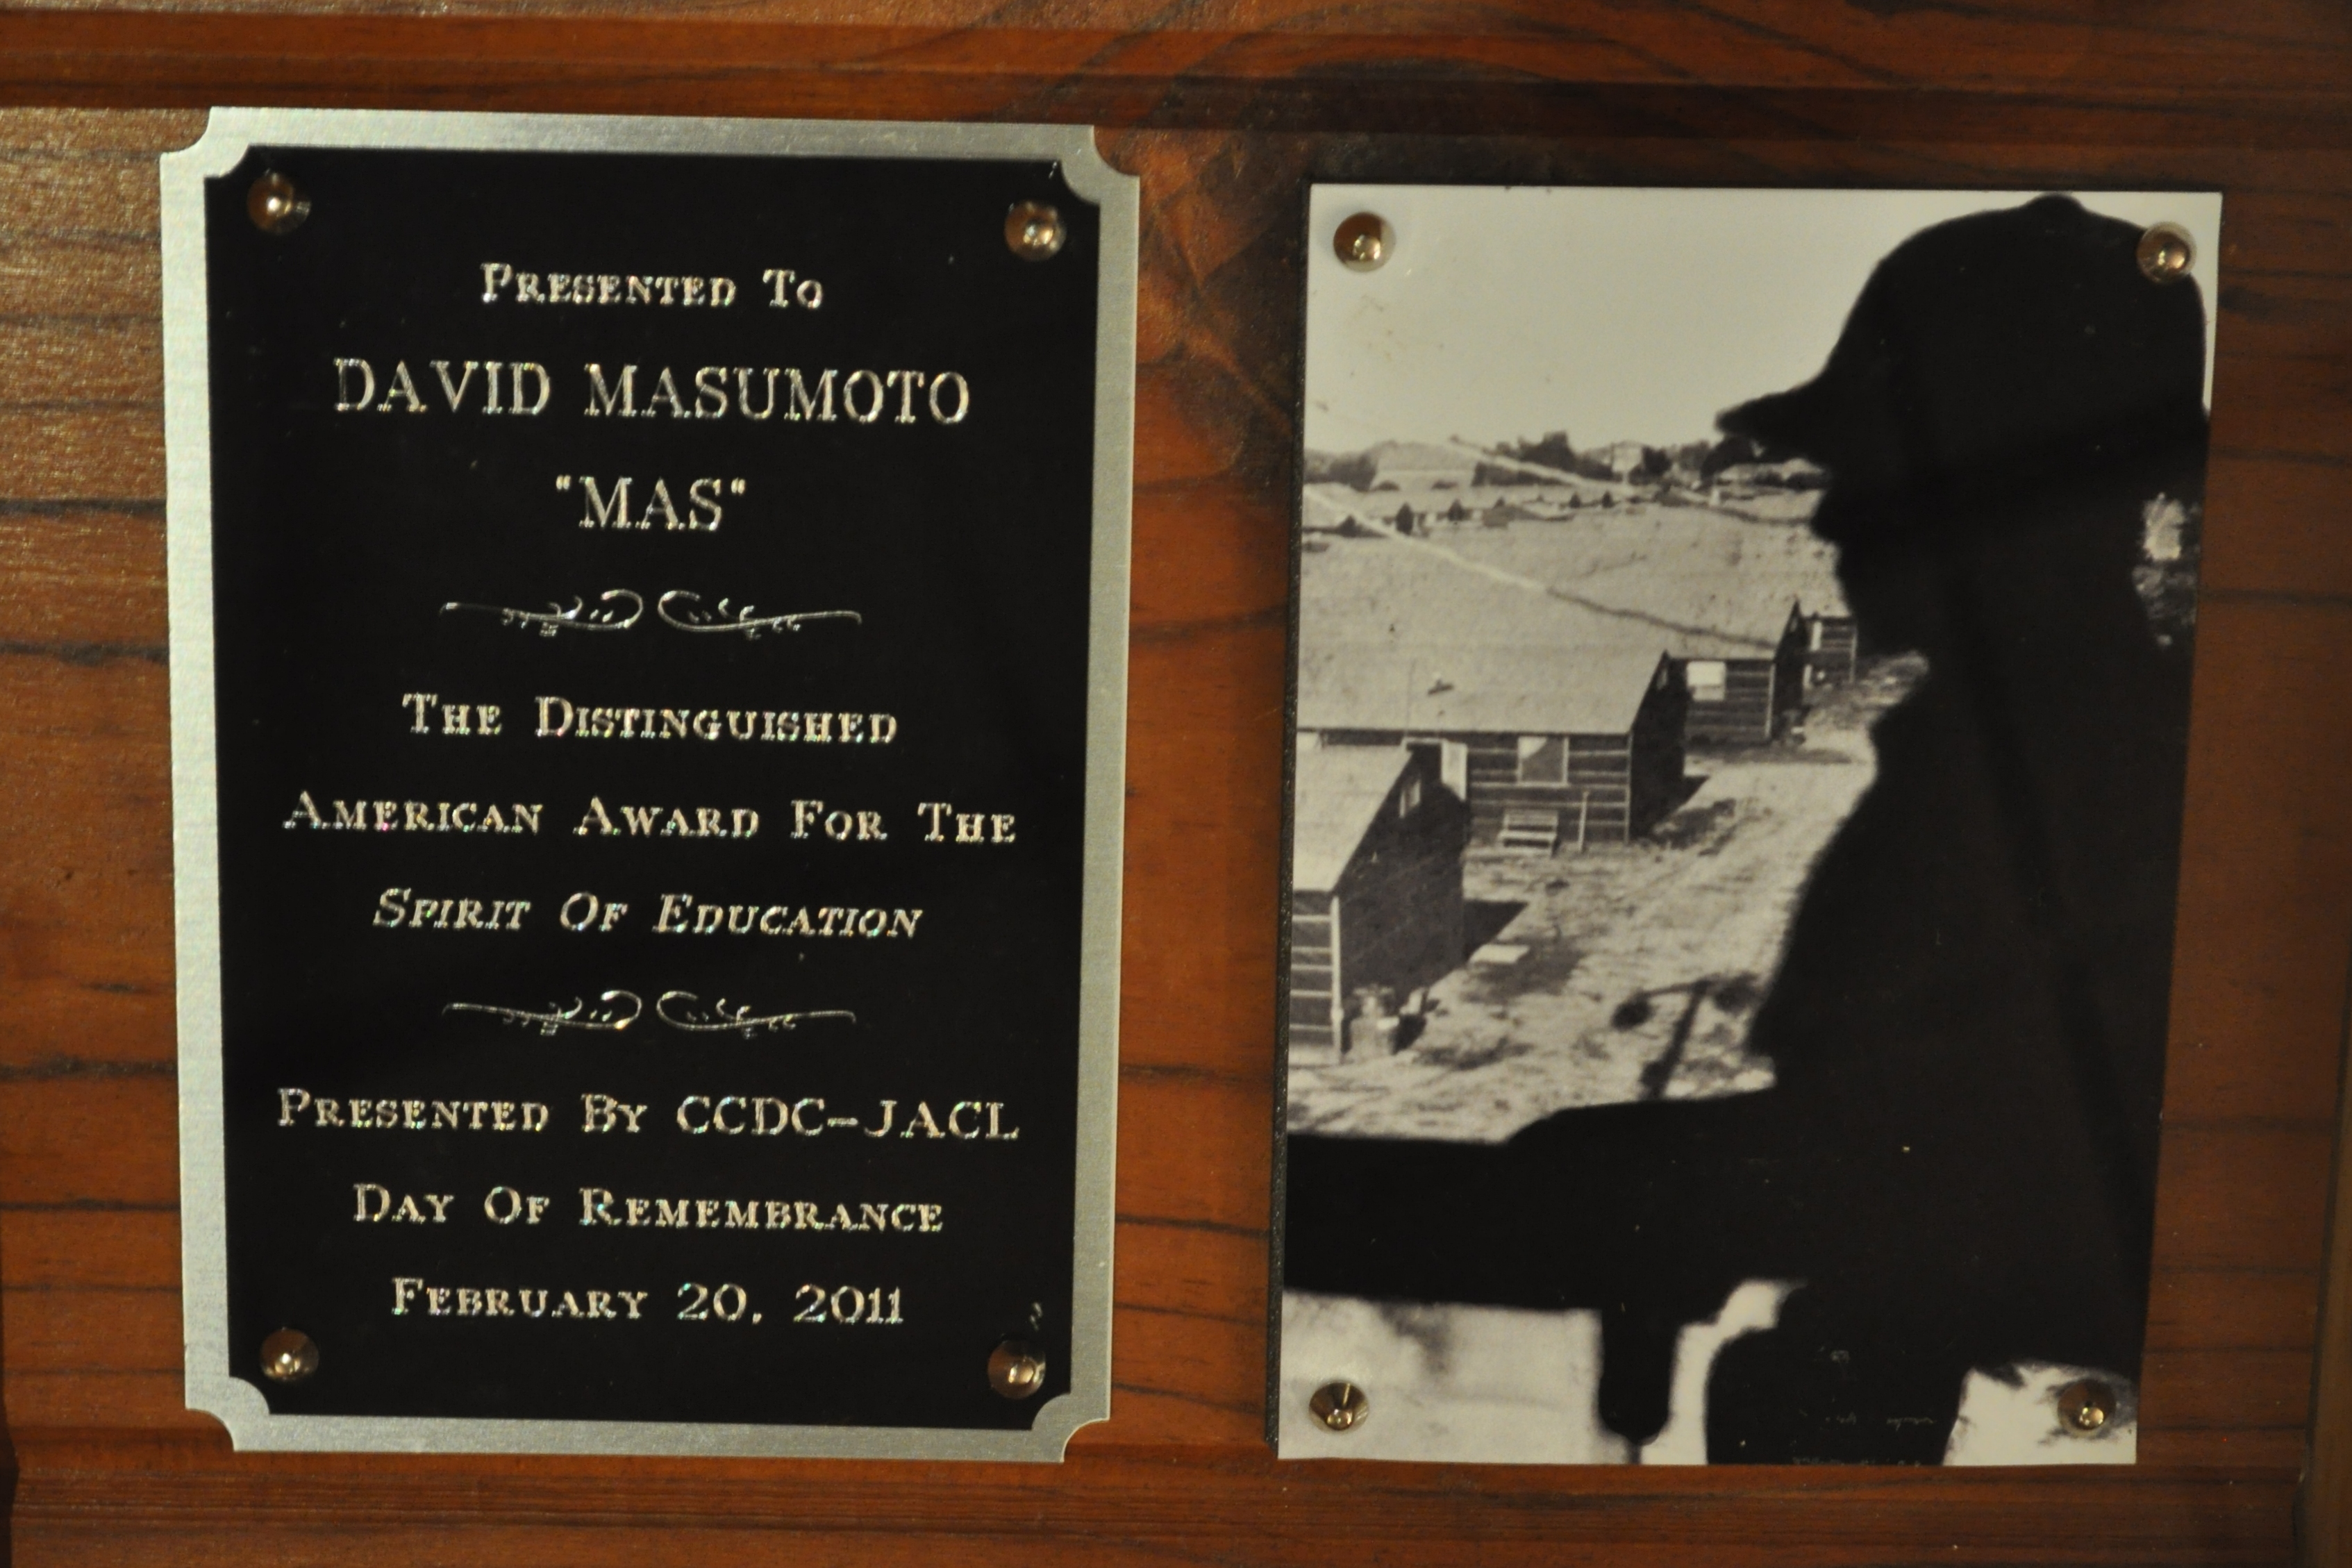 Presented To
DAVID MASUMOTO
"MAS"
The Distinguished
American Award For The
Spirit Of Education
Presented By CCDC-JACL
Day Of Remembrance
February 20, 2011